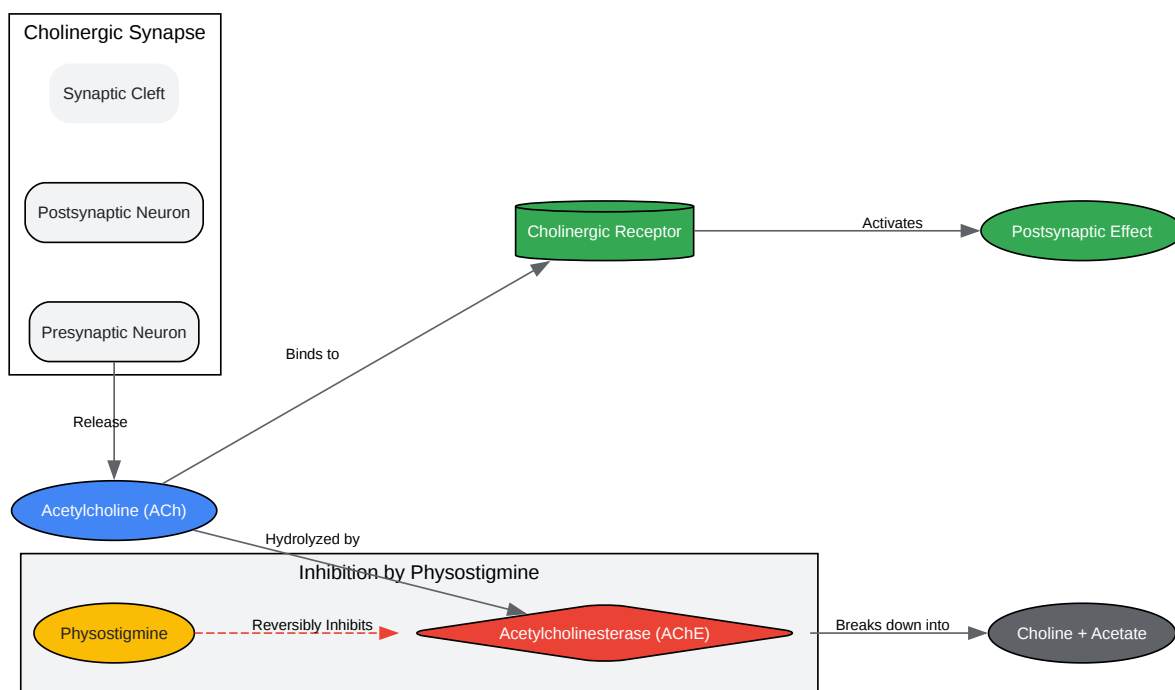 Cholinergic Synapse
Synaptic Cleft
Postsynaptic Neuron
Cholinergic Receptor
Activates
Postsynaptic Effect
Presynaptic Neuron
Binds to
Release
Acetylcholine (ACh)
Hydrolyzed by
Inhibition by Physostigmine
Physostigmine
Reversibly Inhibits
Acetylcholinesterase (AChE)
Breaks down into
Choline + Acetate